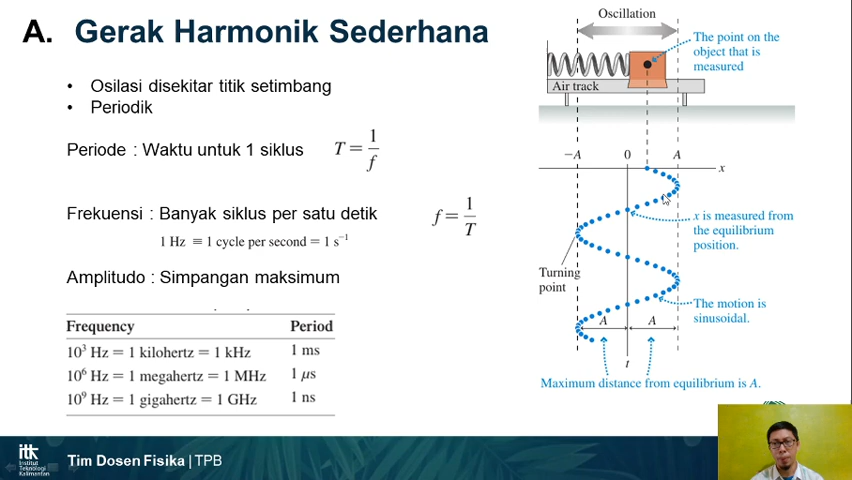 A. Gerak Harmonik Sederhana
• Osilasi disekitar titik setimbang
• Periodik
Periode : Waktu untuk 1 siklus T = 1/f
Frekuensi : Banyak siklus per satu detik f = 1/T
1 Hz ≡ 1 cycle per second = 1 s⁻¹
Amplitudo : Simpangan maksimum
Frequency Period
10³ Hz = 1 kilohertz = 1 kHz 1 ms
10⁶ Hz = 1 megahertz = 1 MHz 1 μs
10⁹ Hz = 1 gigahertz = 1 GHz 1 ns
Oscillation
The point on the
object that is
measured
Air track
−A 0 A x
x is measured from
the equilibrium
position.
Turning
point
The motion is
sinusoidal.
A A
t
Maximum distance from equilibrium is A.
itk
Institut
Teknologi
Kalimantan
Tim Dosen Fisika | TPB